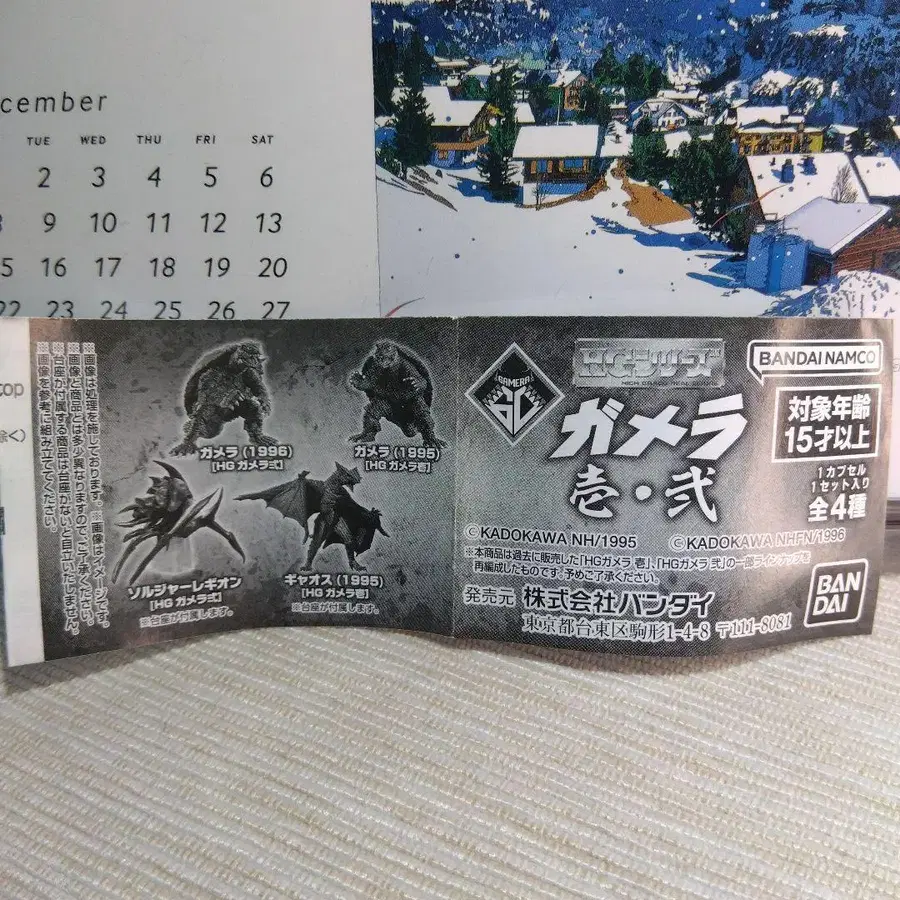 cember
TUE WED THU FRI SAT
2 3 4 5 6
8 9 10 11 12 13
5 16 17 18 19 20
22 23 24 25 26 27
top
除く)
※画像は処理を施しております。※画像はイメージです。
※画像と商品とは多少異なりますのでご了承ください。
※台座が付属する商品は台座がないと自立いたしません。
※画像を参考に組み立ててください。
ガメラ(1996)
[HG ガメラ弐]
ガメラ(1995)
[HG ガメラ壱]
ソルジャーレギオン
[HG ガメラ弐]
※台座が付属します。
ギャオス(1995)
[HG ガメラ壱]
※台座が付属します。
GAMERA
HGシリーズ
HIGH GRADE REAL FIGURE
ガメラ
壱・弐
BANDAI NAMCO
対象年齢
15才以上
1カプセル
1セット入り
全4種
©KADOKAWA NH/1995 ©KADOKAWA NHFN/1996
※本商品は過去に販売した「HGガメラ 壱」、「HGガメラ 弐」の一部ラインナップを
再編成したものです。予めご了承ください。
発売元 株式会社バンダイ
東京都台東区駒形1-4-8 〒111-8081
BAN
DAI